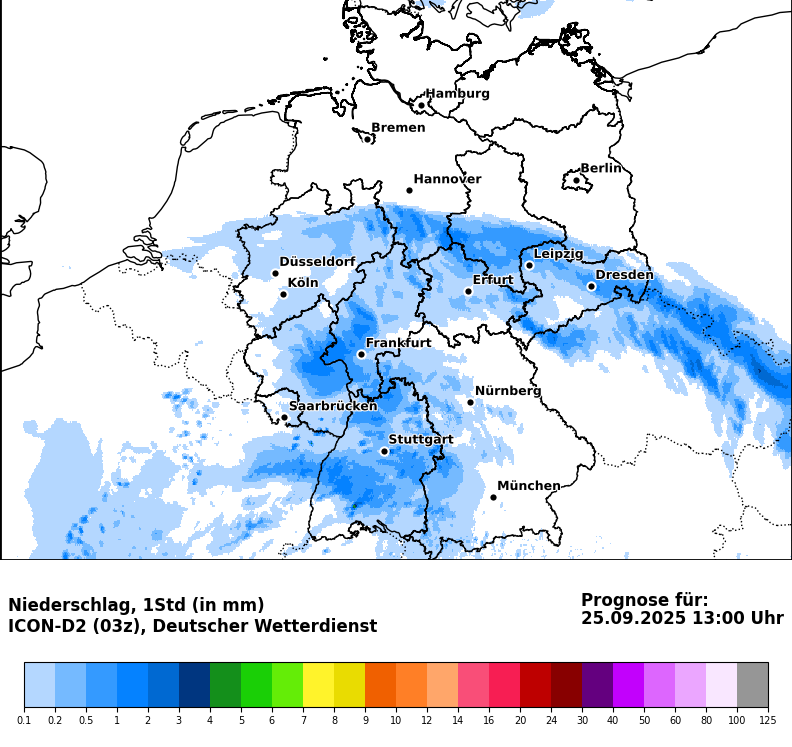 Hamburg
Bremen
Berlin
Hannover
Leipzig
Düsseldorf
Dresden
Köln
Erfurt
Frankfurt
Nürnberg
Saarbrücken
Stuttgart
München
Niederschlag, 1Std (in mm)
ICON-D2 (03z), Deutscher Wetterdienst
Prognose für:
25.09.2025 13:00 Uhr
0.1 0.2 0.5 1 2 3 4 5 6 7 8 9 10 12 14 16 20 24 30 40 50 60 80 100 125